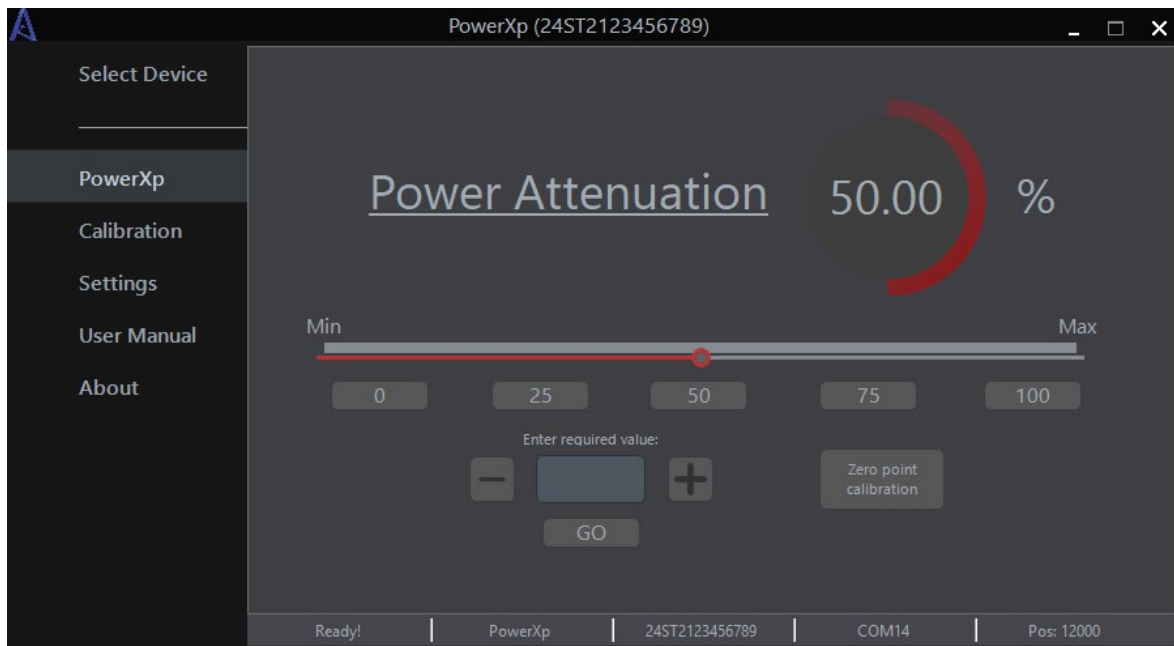 PowerXp (24ST2123456789)
Select Device
PowerXp
Calibration
Settings
User Manual
About
Power Attenuation 50.00 %
Min Max
0 25 50 75 100
Enter required value:
Zero point
calibration
GO
Ready! PowerXp 24ST2123456789 COM14 Pos: 12000